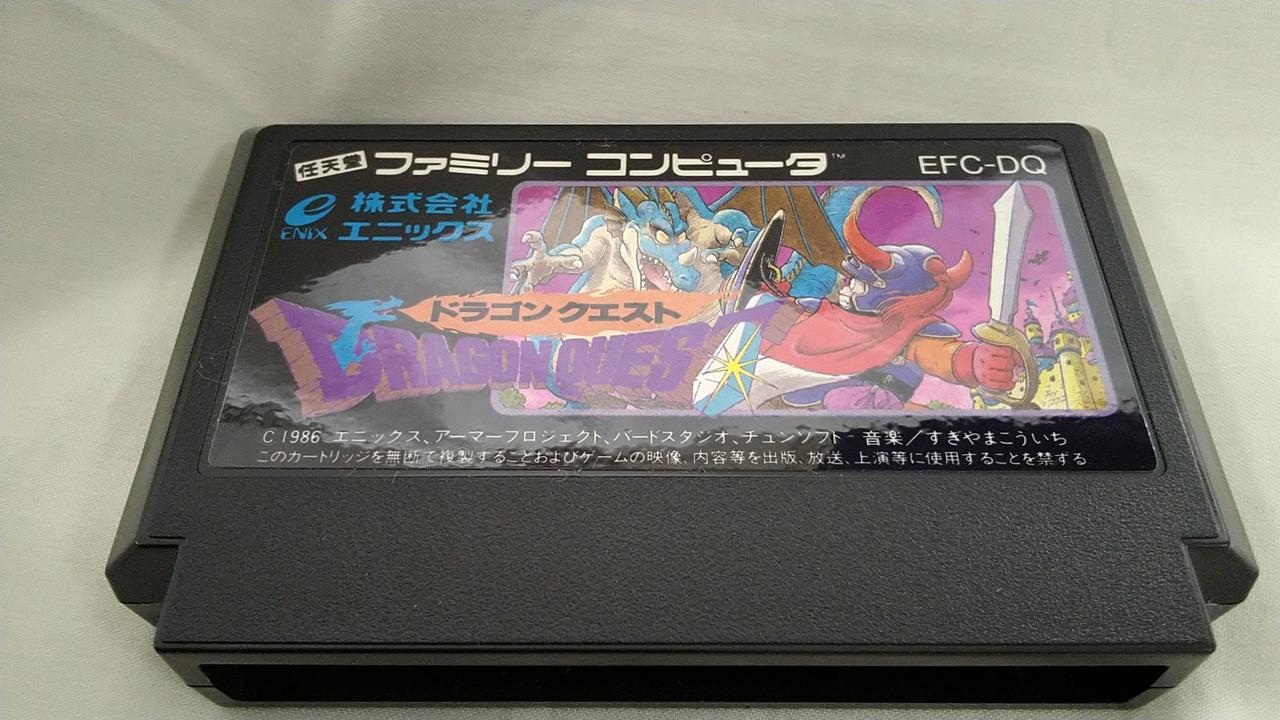 任天堂 ファミリー コンピュータ™ EFC-DQ
株式会社
ENIX エニックス
ドラゴンクエスト
DRAGON QUEST
C 1986 エニックス、アーマープロジェクト、バードスタジオ、チュンソフト 音楽/すぎやまこういち
このカートリッジを無断で複製することおよびゲームの映像、内容等を出版、放送、上演等に使用することを禁ずる